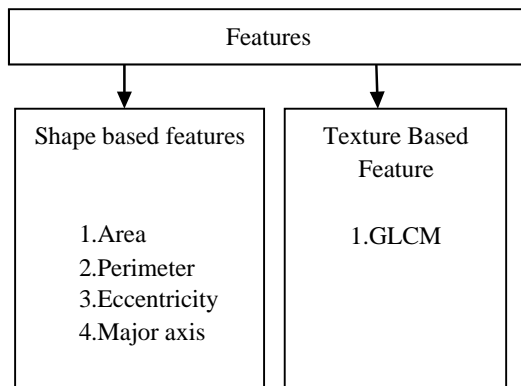 Features
Shape based features
1.Area
2.Perimeter
3.Eccentricity
4.Major axis
Texture Based
Feature
1.GLCM